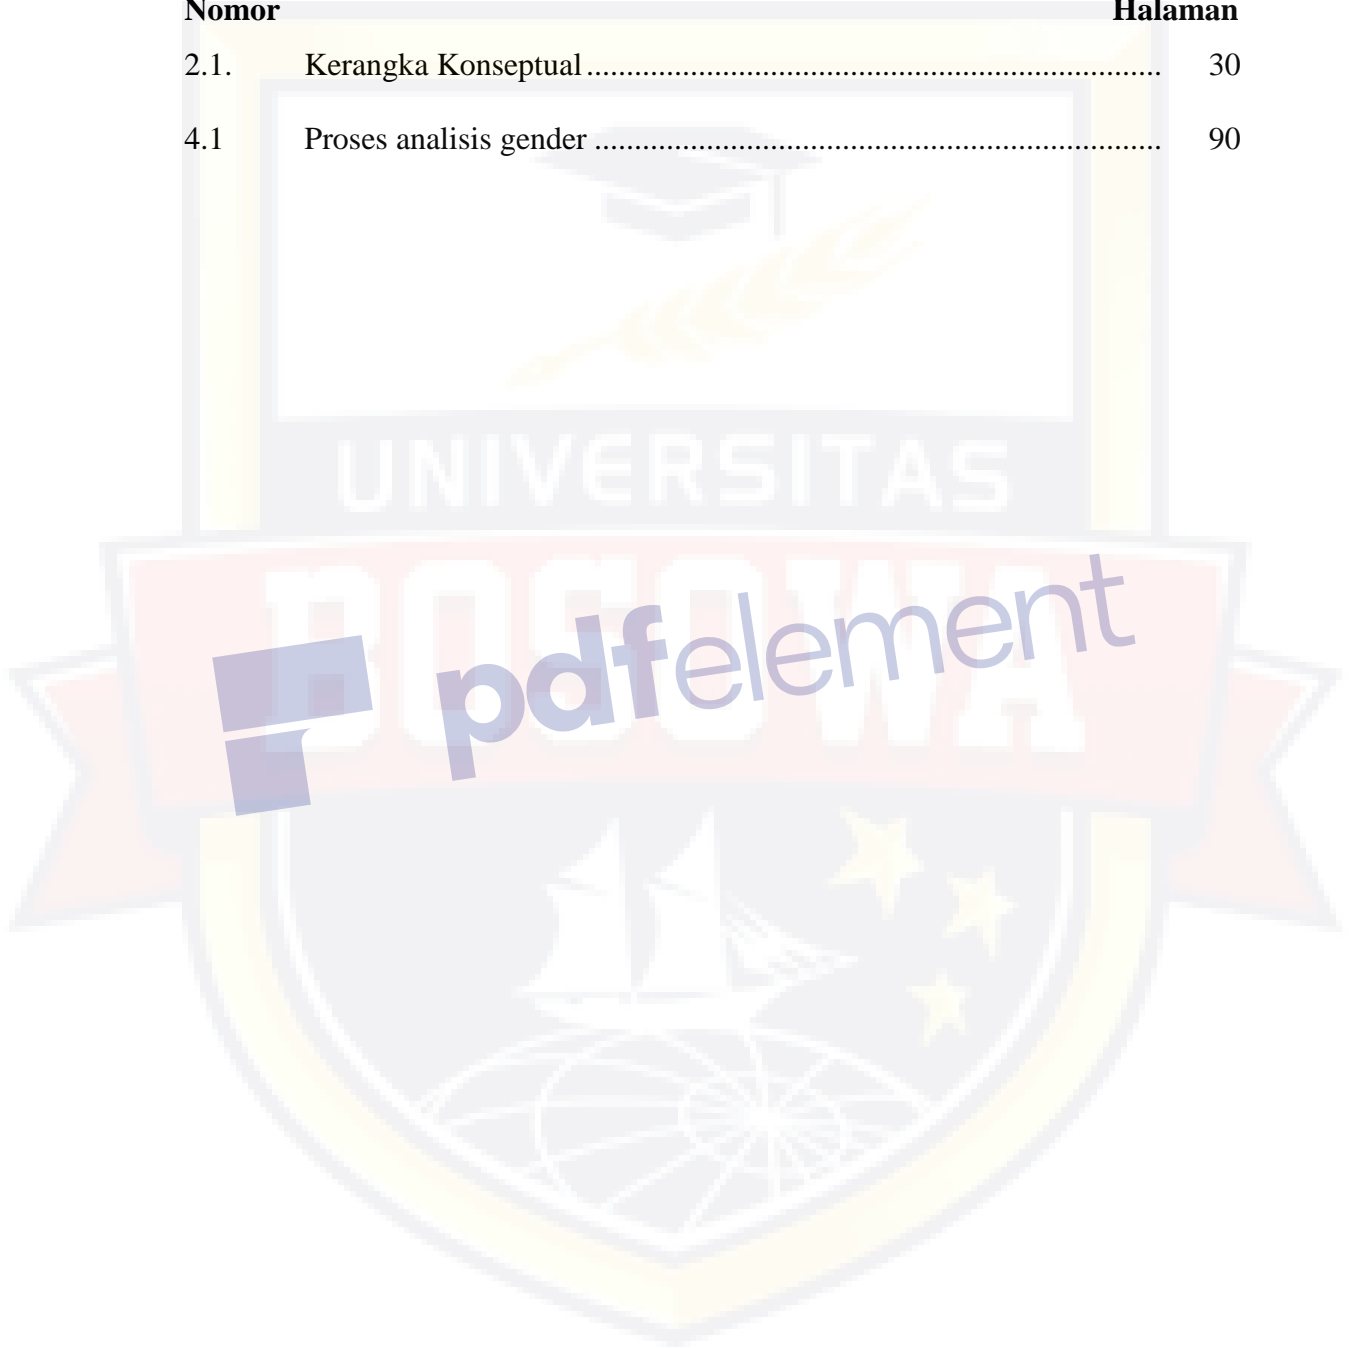 Nomor Halaman
2.1. Kerangka Konseptual ........................................................................ 30
4.1 Proses analisis gender ....................................................................... 90
UNIVERSITAS
BOSOWA
pdfelement